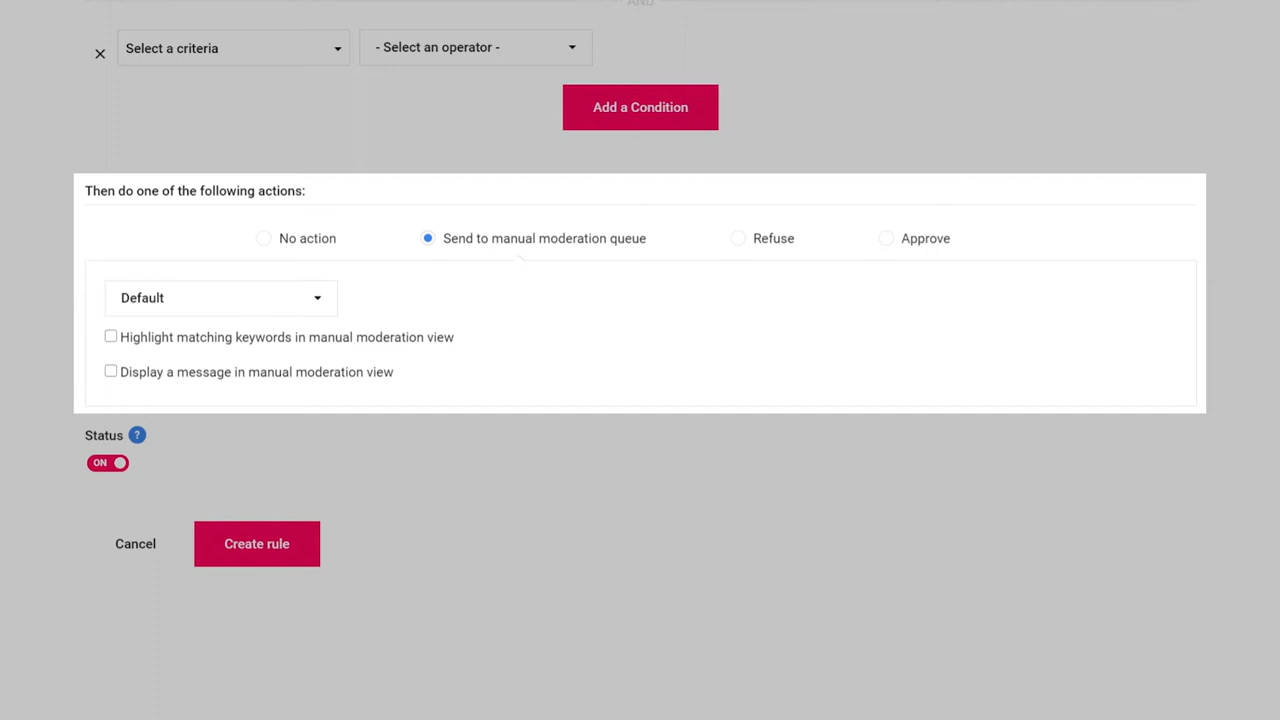 AND
Select a criteria
- Select an operator -
Add a Condition
Then do one of the following actions:
No action
Send to manual moderation queue
Refuse
Approve
Default
Highlight matching keywords in manual moderation view
Display a message in manual moderation view
Status ?
ON
Cancel
Create rule